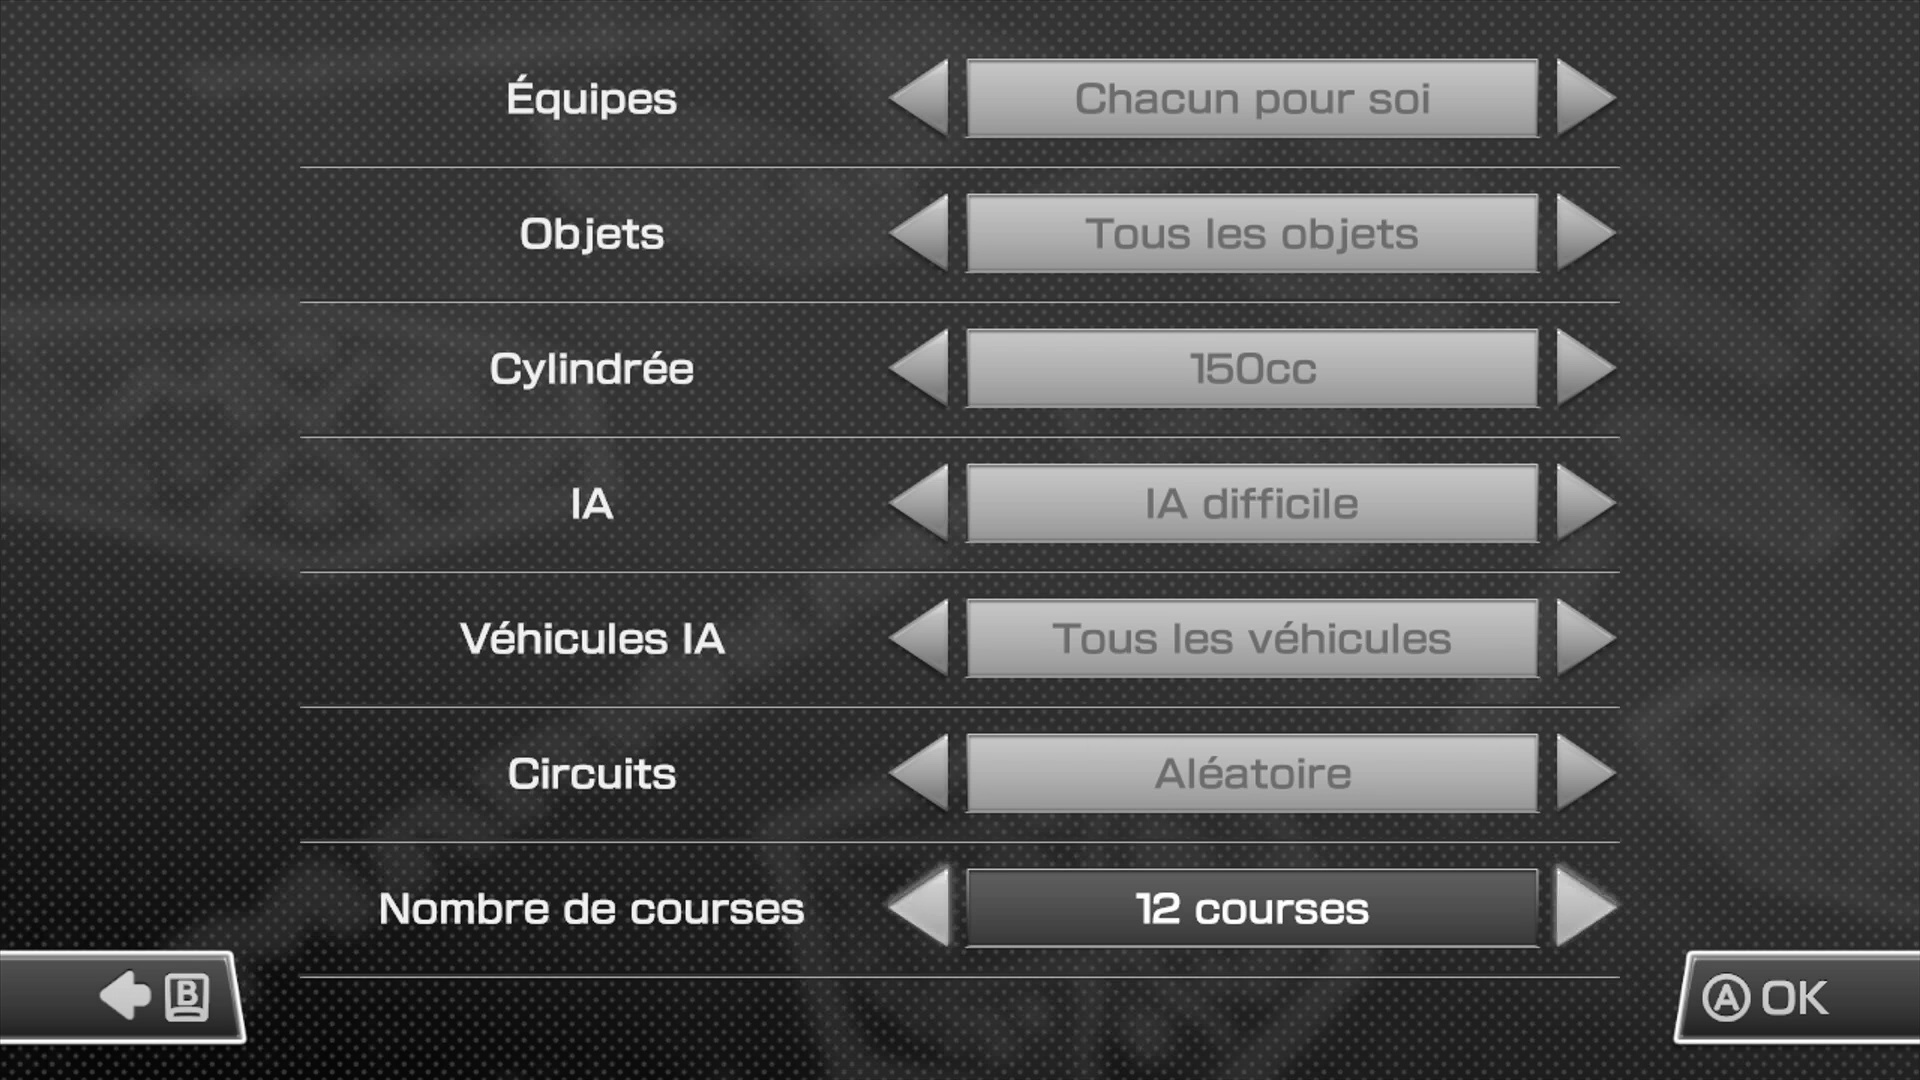 Équipes
Chacun pour soi
Objets
Tous les objets
Cylindrée
150cc
IA
IA difficile
Véhicules IA
Tous les véhicules
Circuits
Aléatoire
Nombre de courses
12 courses
B
A OK